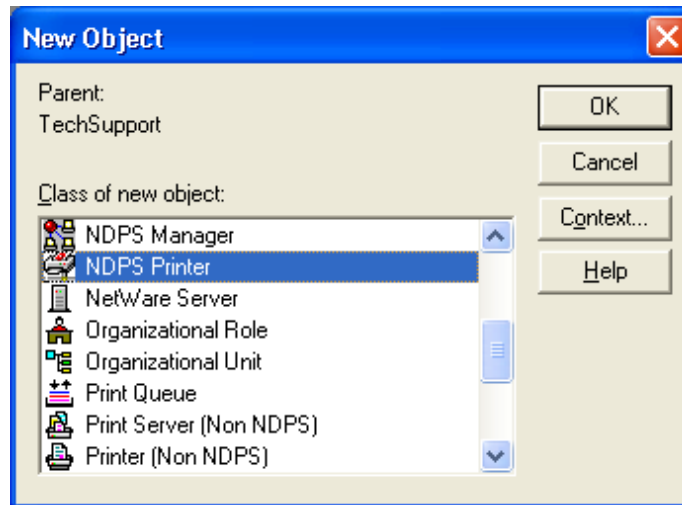 New Object
Parent:
TechSupport
OK
Cancel
Class of new object:
Context...
NDPS Manager
NDPS Printer
Help
NetWare Server
Organizational Role
Organizational Unit
Print Queue
Print Server (Non NDPS)
Printer (Non NDPS)